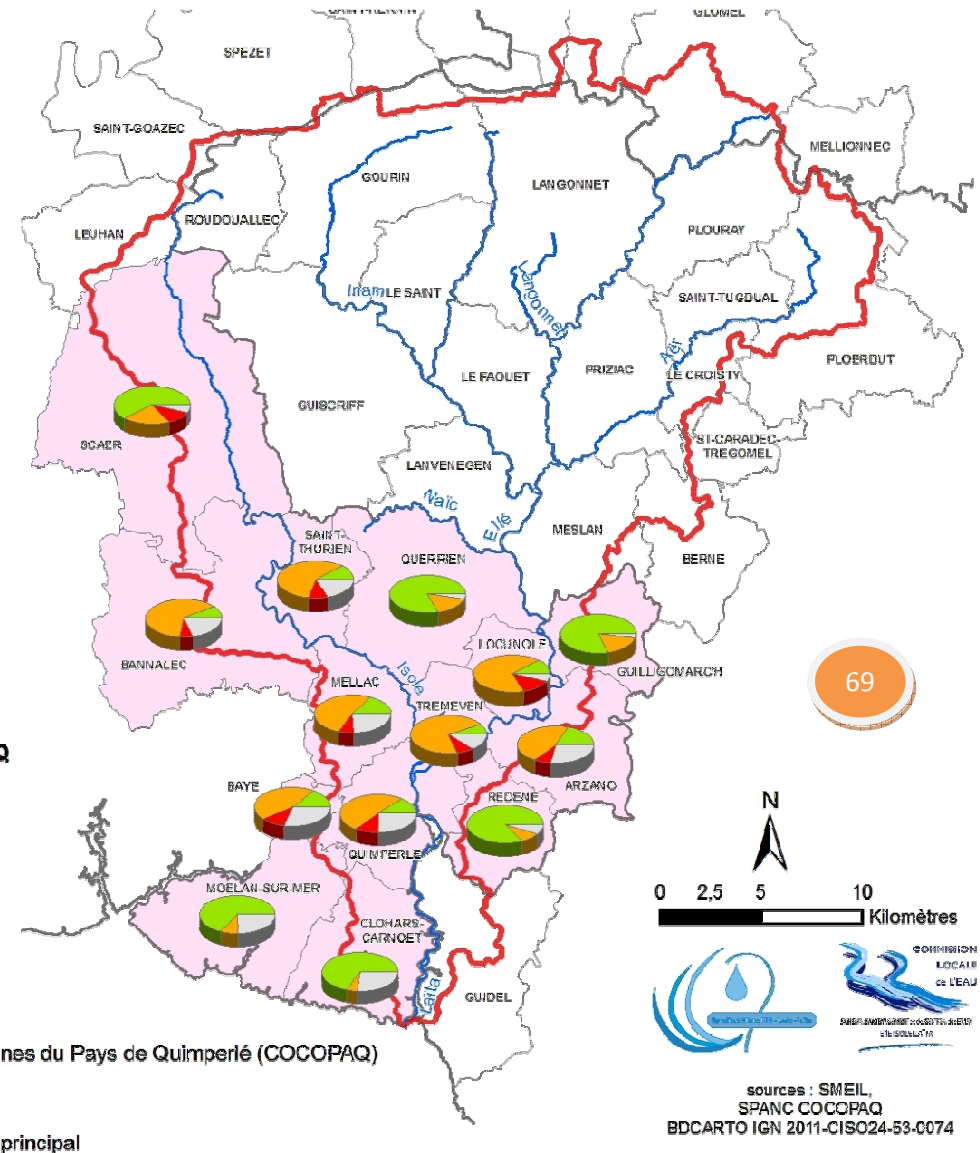 GLOMEL
SPEZET
SAINT-GOAZEC
MELLIONNEC
GOURIN
LANGONNET
ROUDOUALLEC
LEUHAN
PLOURAY
Inam
LE SAINT
SAINT-TUGDUAL
Langonnet
Aër
PLOERDUT
LE FAOUET
PRIZIAC
LE CROISTY
GUISCRIFF
SCAER
ST-CARADEC-
TREGOMEL
LANVENEGEN
Naïc
Ellé
MESLAN
SAINT-
THURIEN
QUERRIEN
BERNE
LOCUNOLE
BANNALEC
Isole
GUILLIGOMARC'H
MELLAC
69
TREMEVEN
Q
BAYE
ARZANO
REDENE
N
QUIMPERLE
MOELAN-SUR-MER
0 2,5 5 10
Kilomètres
CLOHARS-
CARNOET
COMMISSION
LOCALE
de L'EAU
Laïta
GUIDEL
nes du Pays de Quimperlé (COCOPAQ)
sources : SMEIL,
SPANC COCOPAQ
BDCARTO IGN 2011-CISO24-53-0074
principal